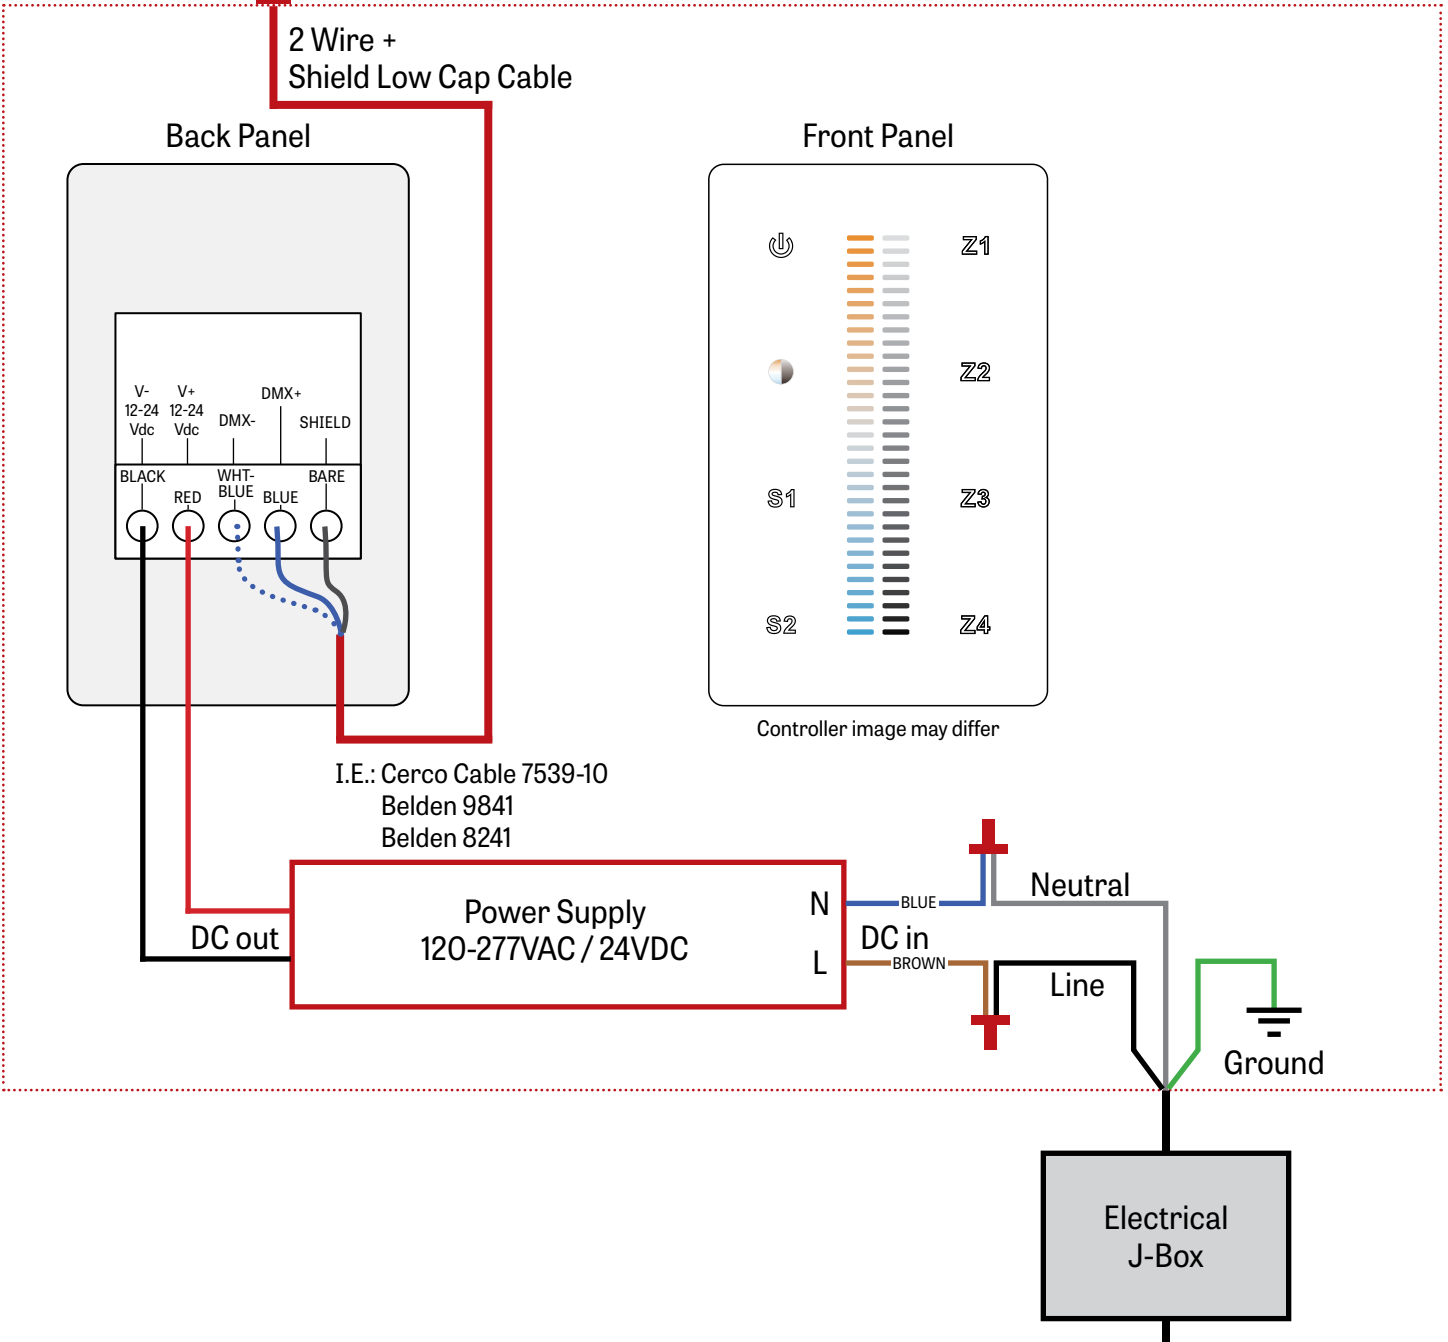 2 Wire +
Shield Low Cap Cable
Back Panel
Front Panel
Z1
Z2
S1
Z3
S2
Z4
V-
12-24
Vdc
V+
12-24
Vdc
DMX-
DMX+
SHIELD
BLACK
RED
WHT-
BLUE
BLUE
BARE
Controller image may differ
I.E.: Cerco Cable 7539-10
Belden 9841
Belden 8241
Power Supply
120-277VAC / 24VDC
DC out
N
L
BLUE
DC in
BROWN
Neutral
Line
Ground
Electrical
J-Box